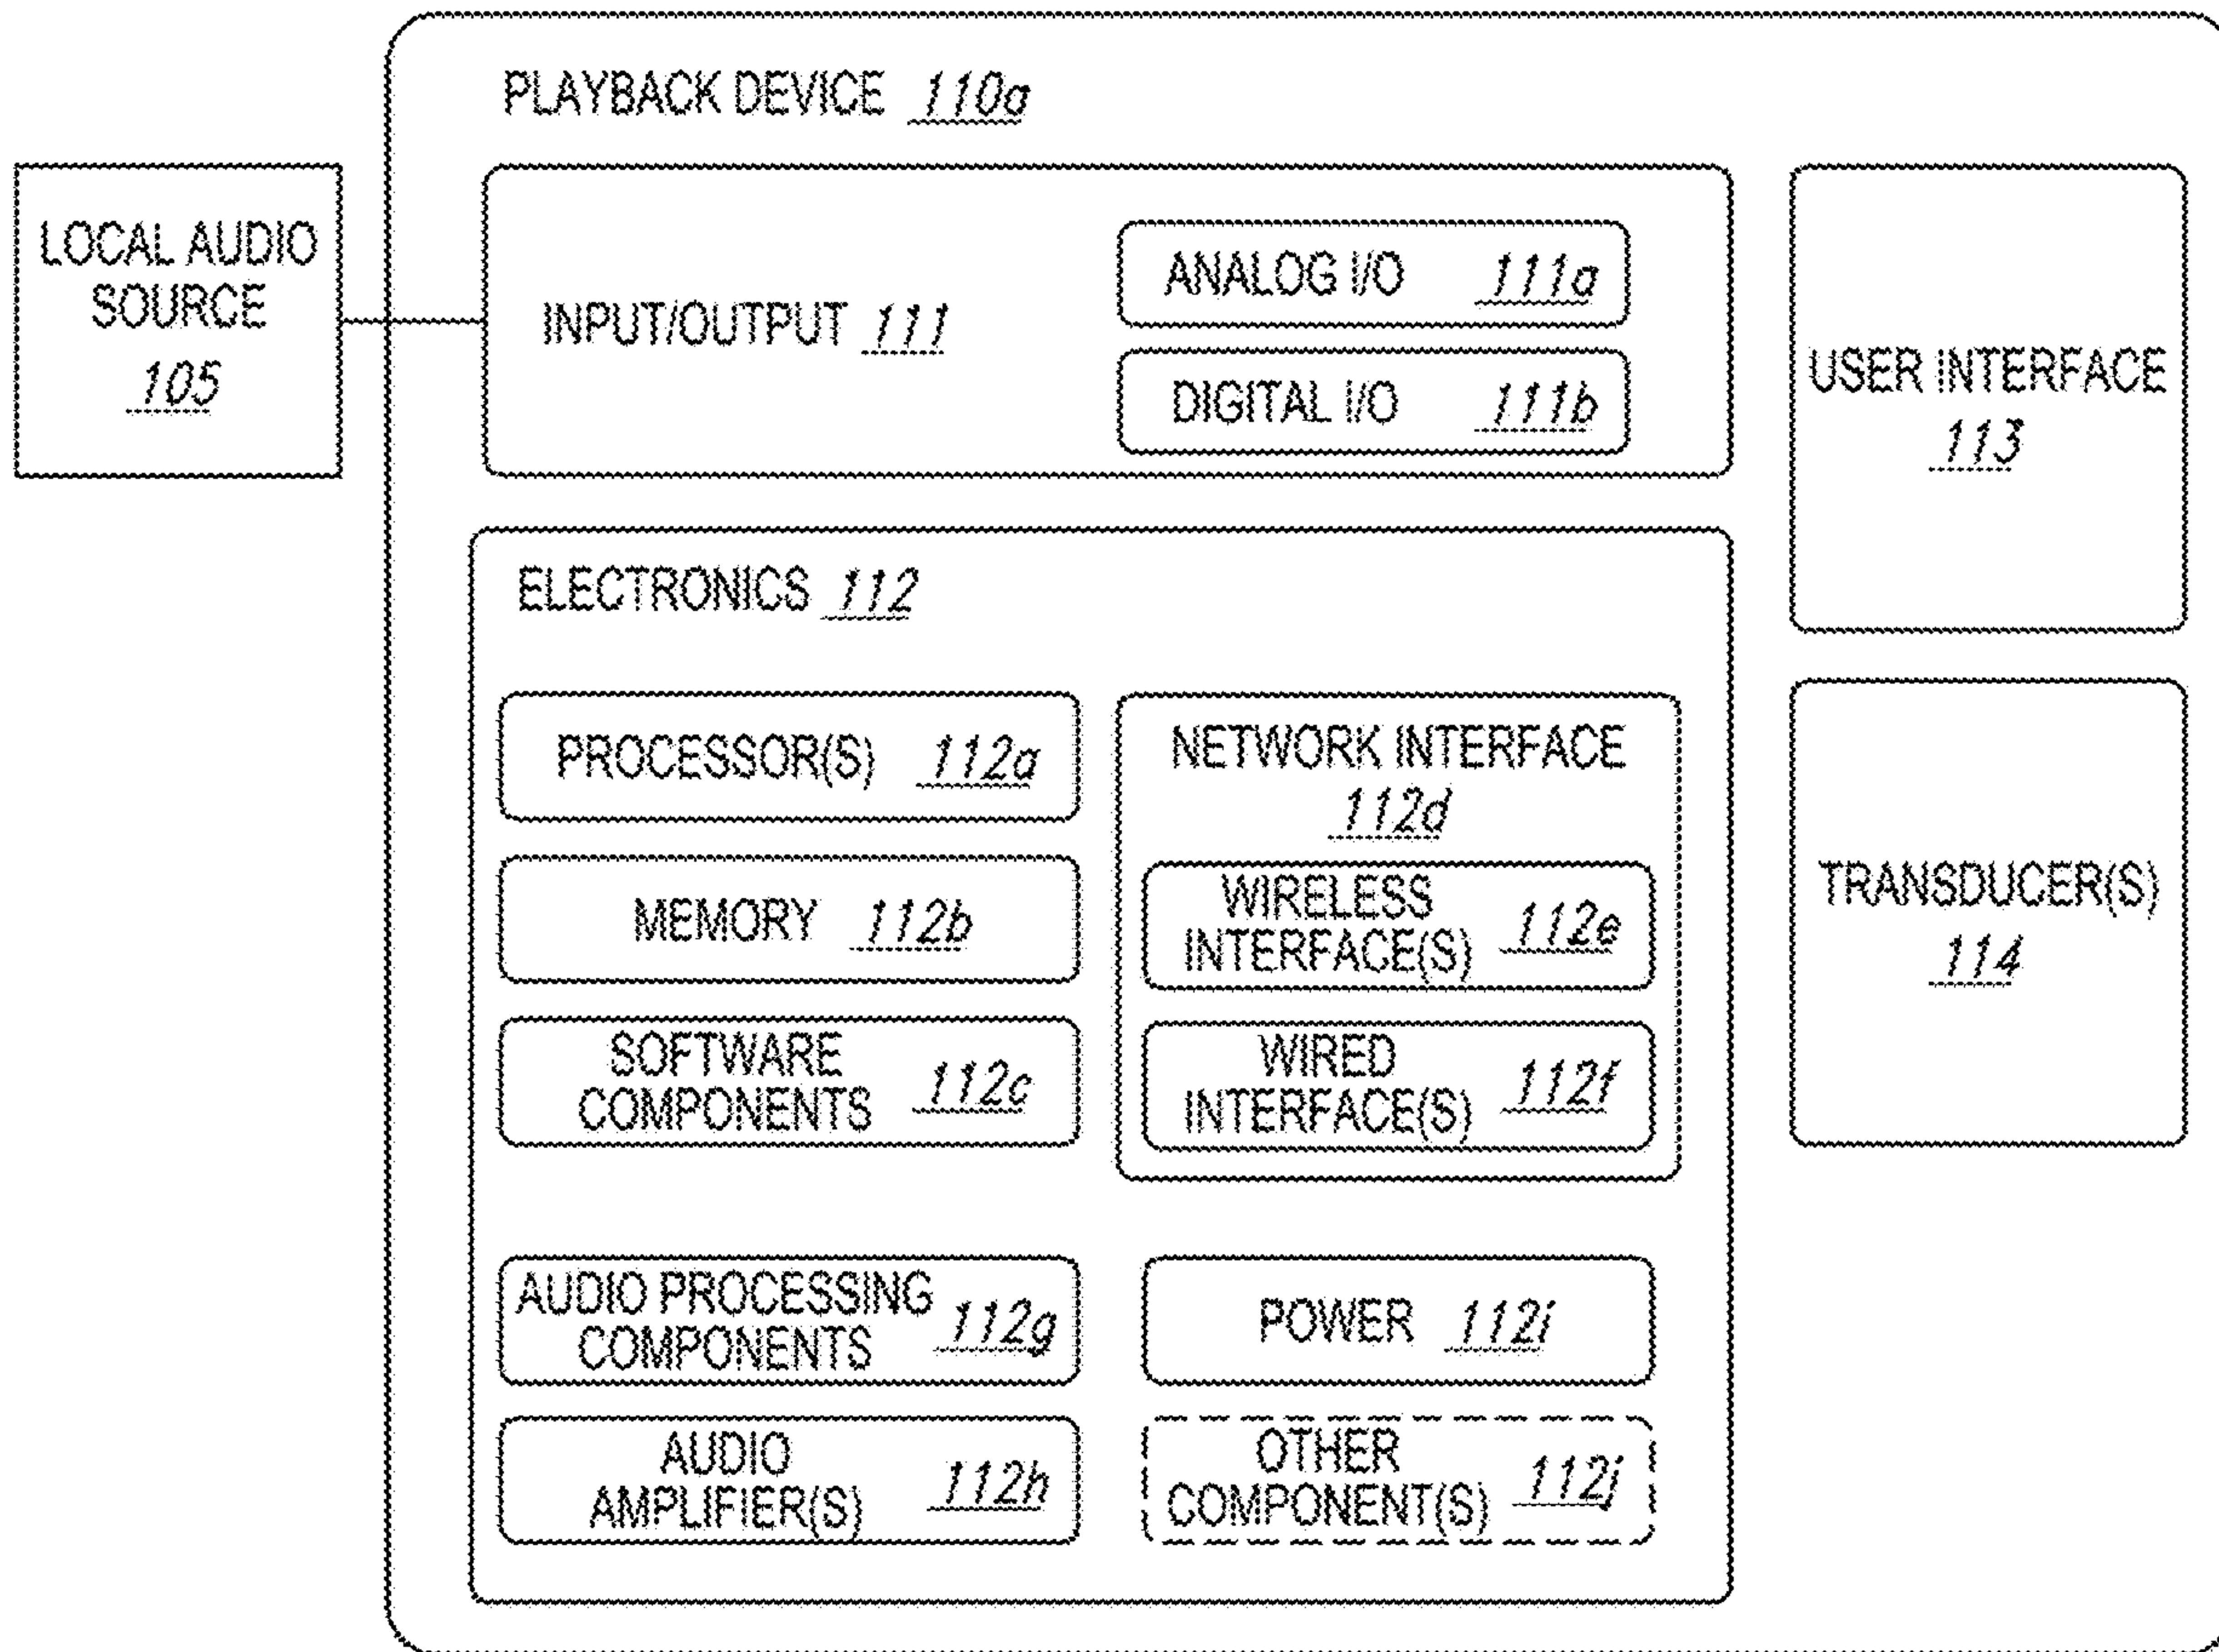 PLAYBACK DEVICE 110a
LOCAL AUDIO
SOURCE
105
INPUT/OUTPUT 111
ANALOG I/O 111a
DIGITAL I/O 111b
USER INTERFACE
113
ELECTRONICS 112
PROCESSOR(S) 112a
MEMORY 112b
SOFTWARE
COMPONENTS 112c
NETWORK INTERFACE
112d
WIRELESS
INTERFACE(S) 112e
WIRED
INTERFACE(S) 112f
AUDIO PROCESSING
COMPONENTS 112g
AUDIO
AMPLIFIER(S) 112h
POWER 112i
OTHER
COMPONENT(S) 112j
TRANSDUCER(S)
114